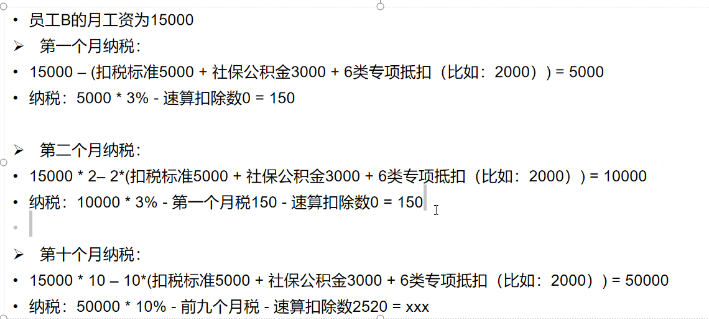 • 员工B的月工资为15000
➢ 第一个月纳税：
• 15000 – (扣税标准5000 + 社保公积金3000 + 6类专项抵扣（比如：2000）) = 5000
• 纳税：5000 * 3% - 速算扣除数0 = 150
➢ 第二个月纳税：
• 15000 * 2– 2*(扣税标准5000 + 社保公积金3000 + 6类专项抵扣（比如：2000）) = 10000
• 纳税：10000 * 3% - 第一个月税150 - 速算扣除数0 = 150
➢ 第十个月纳税：
• 15000 * 10 – 10*(扣税标准5000 + 社保公积金3000 + 6类专项抵扣（比如：2000）) = 50000
• 纳税：50000 * 10% - 前九个月税 - 速算扣除数2520 = xxx